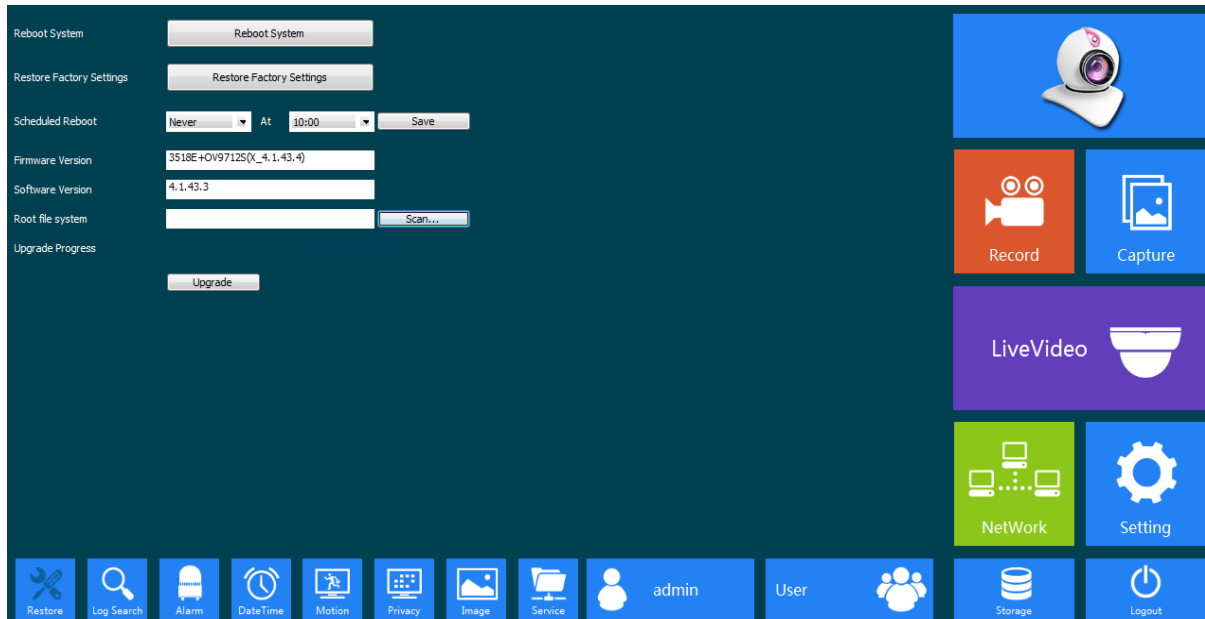 Reboot System
Reboot System
Restore Factory Settings
Restore Factory Settings
Scheduled Reboot
Never
At
10:00
Save
Firmware Version
3518E+OV9712S(X_4.1.43.4)
Software Version
4.1.43.3
Root file system
Scan...
Upgrade Progress
Upgrade
Record
Capture
LiveVideo
NetWork
Setting
Restore
Log Search
Alarm
DateTime
Motion
Privacy
Image
Service
admin
User
Storage
Logout